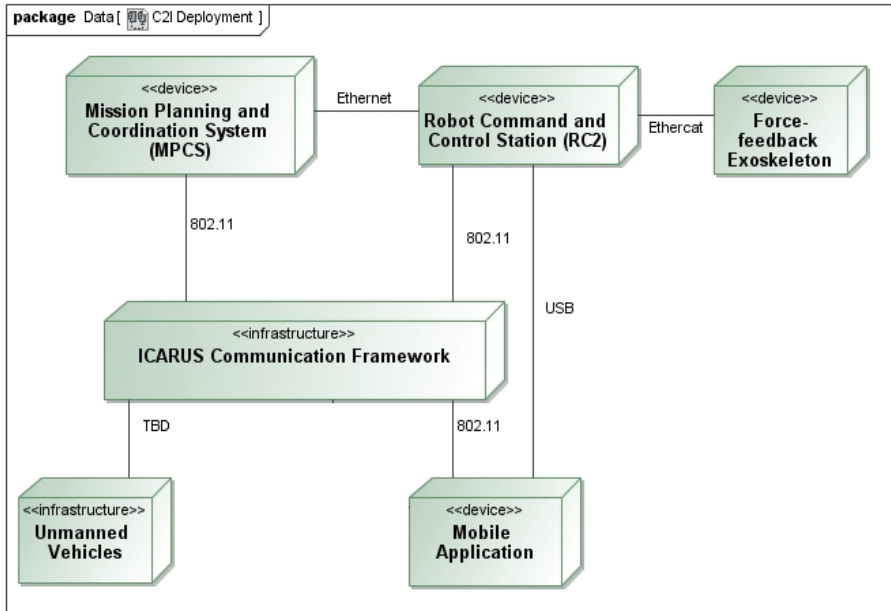 package Data [ C2I Deployment ]
<<device>>
Mission Planning and
Coordination System
(MPCS)
Ethernet
<<device>>
Robot Command and
Control Station (RC2)
Ethercat
<<device>>
Force-
feedback
Exoskeleton
802.11
802.11
USB
<<infrastructure>>
ICARUS Communication Framework
TBD
802.11
<<infrastructure>>
Unmanned
Vehicles
<<device>>
Mobile
Application